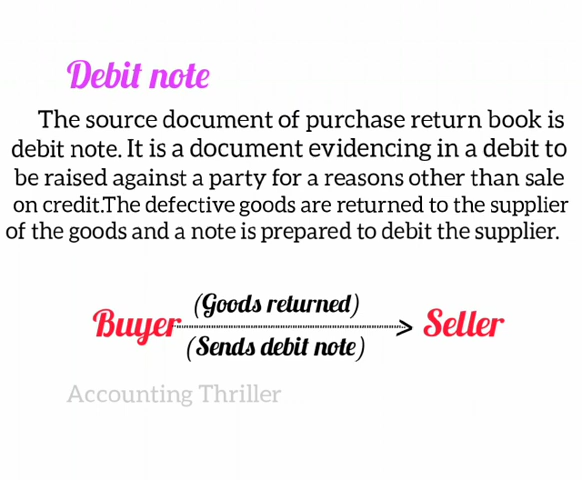 Debit note
The source document of purchase return book is
debit note. It is a document evidencing in a debit to
be raised against a party for a reasons other than sale
on credit.The defective goods are returned to the supplier
of the goods and a note is prepared to debit the supplier.
(Goods returned)
Buyer Seller
(Sends debit note)
Accounting Thriller